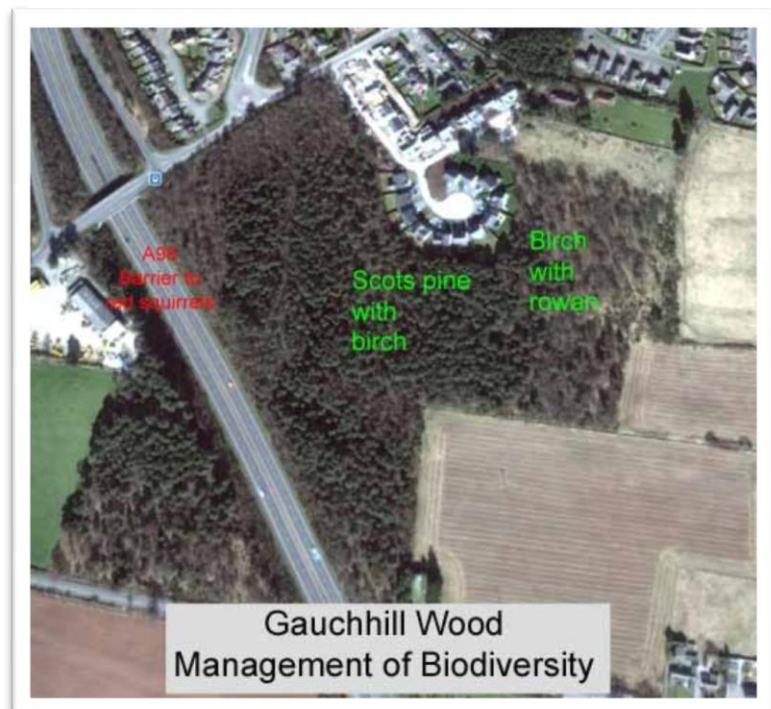 A96
Barrier to
red squirrels
Scots pine
with
birch
Birch
with
rowan
Gauchhill Wood
Management of Biodiversity